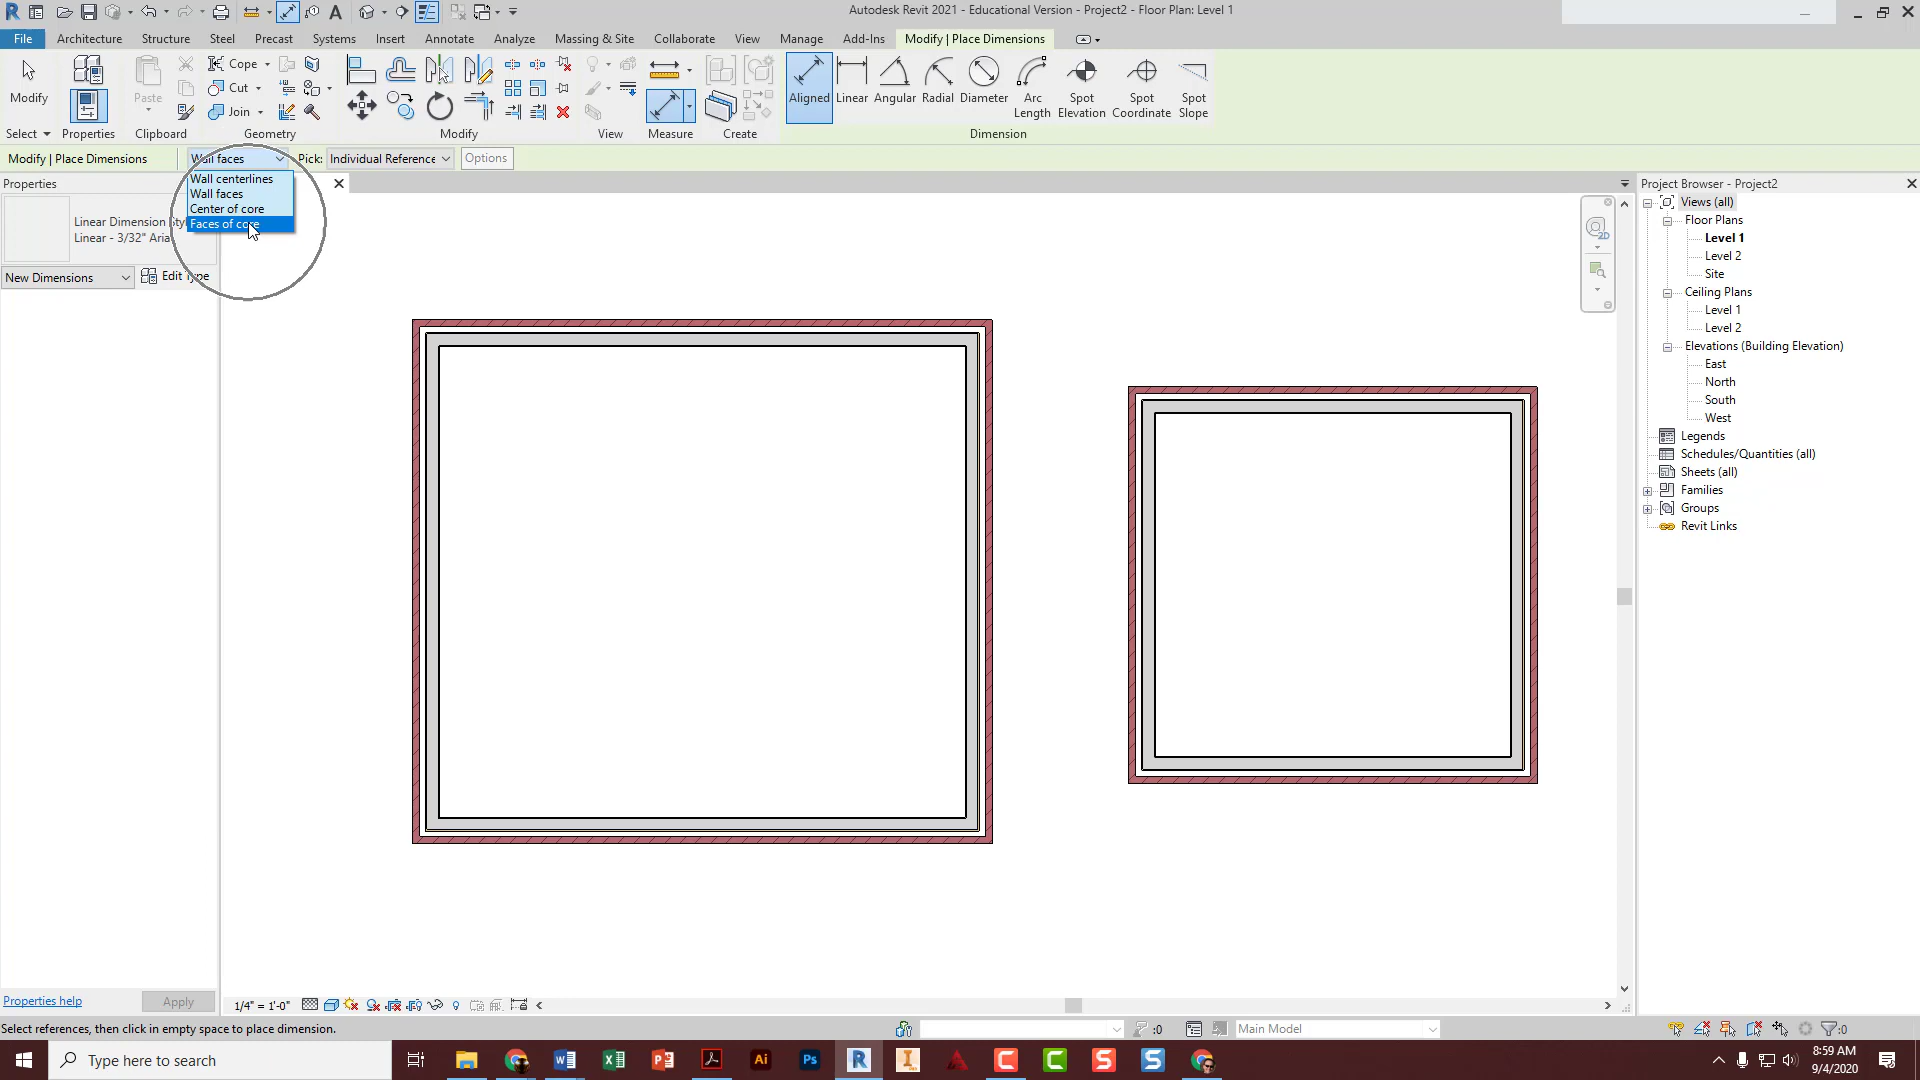 Autodesk Revit 2021 - Educational Version - Project2 - Floor Plan: Level 1
File Architecture Structure Steel Precast Systems Insert Annotate Analyze Massing & Site Collaborate View Manage Add-Ins Modify | Place Dimensions
Modify
Cope
Cut
Join
Paste
Aligned Linear Angular Radial Diameter Arc Length Spot Elevation Spot Coordinate Spot Slope
Select Properties Clipboard Geometry Modify View Measure Create Dimension
Modify | Place Dimensions Wall faces Pick: Individual Reference Options
Wall centerlines
Wall faces
Center of core
Faces of core
Properties
Linear Dimension Sty
Linear - 3/32" Aria
New Dimensions Edit Type
Project Browser - Project2
Views (all)
Floor Plans
Level 1
Level 2
Site
Ceiling Plans
Level 1
Level 2
Elevations (Building Elevation)
East
North
South
West
Legends
Schedules/Quantities (all)
Sheets (all)
Families
Groups
Revit Links
2D
Properties help Apply
1/4" = 1'-0"
Select references, then click in empty space to place dimension.
:0
Main Model
:0
Type here to search
8:59 AM
9/4/2020